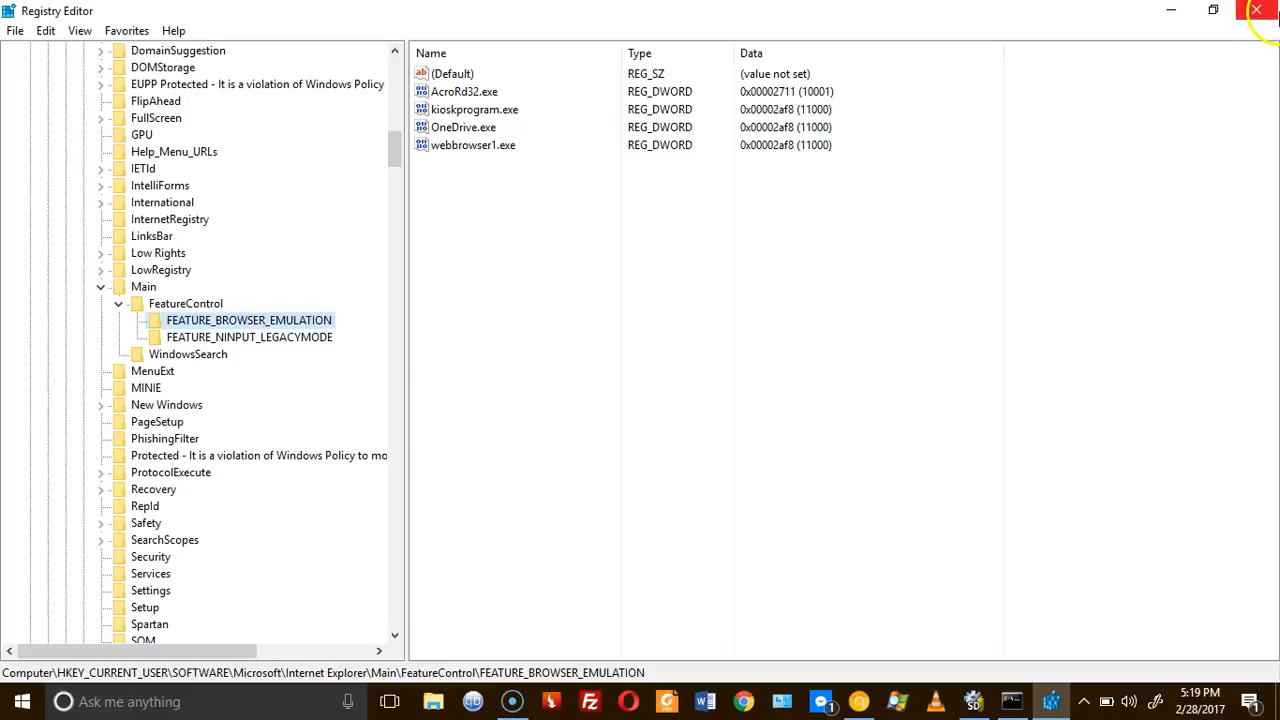 Registry Editor
File Edit View Favorites Help
DomainSuggestion
DOMStorage
EUPP Protected - It is a violation of Windows Policy
FlipAhead
FullScreen
GPU
Help_Menu_URLs
IETld
IntelliForms
International
InternetRegistry
LinksBar
Low Rights
LowRegistry
Main
FeatureControl
FEATURE_BROWSER_EMULATION
FEATURE_NINPUT_LEGACYMODE
WindowsSearch
MenuExt
MINIE
New Windows
PageSetup
PhishingFilter
Protected - It is a violation of Windows Policy to mo
ProtocolExecute
Recovery
RepId
Safety
SearchScopes
Security
Services
Settings
Setup
Spartan
SQM
Name Type Data
(Default) REG_SZ (value not set)
AcroRd32.exe REG_DWORD 0x00002711 (10001)
kioskprogram.exe REG_DWORD 0x00002af8 (11000)
OneDrive.exe REG_DWORD 0x00002af8 (11000)
webbrowser1.exe REG_DWORD 0x00002af8 (11000)
Computer\HKEY_CURRENT_USER\SOFTWARE\Microsoft\Internet Explorer\Main\FeatureControl\FEATURE_BROWSER_EMULATION
Ask me anything
5:19 PM
2/28/2017